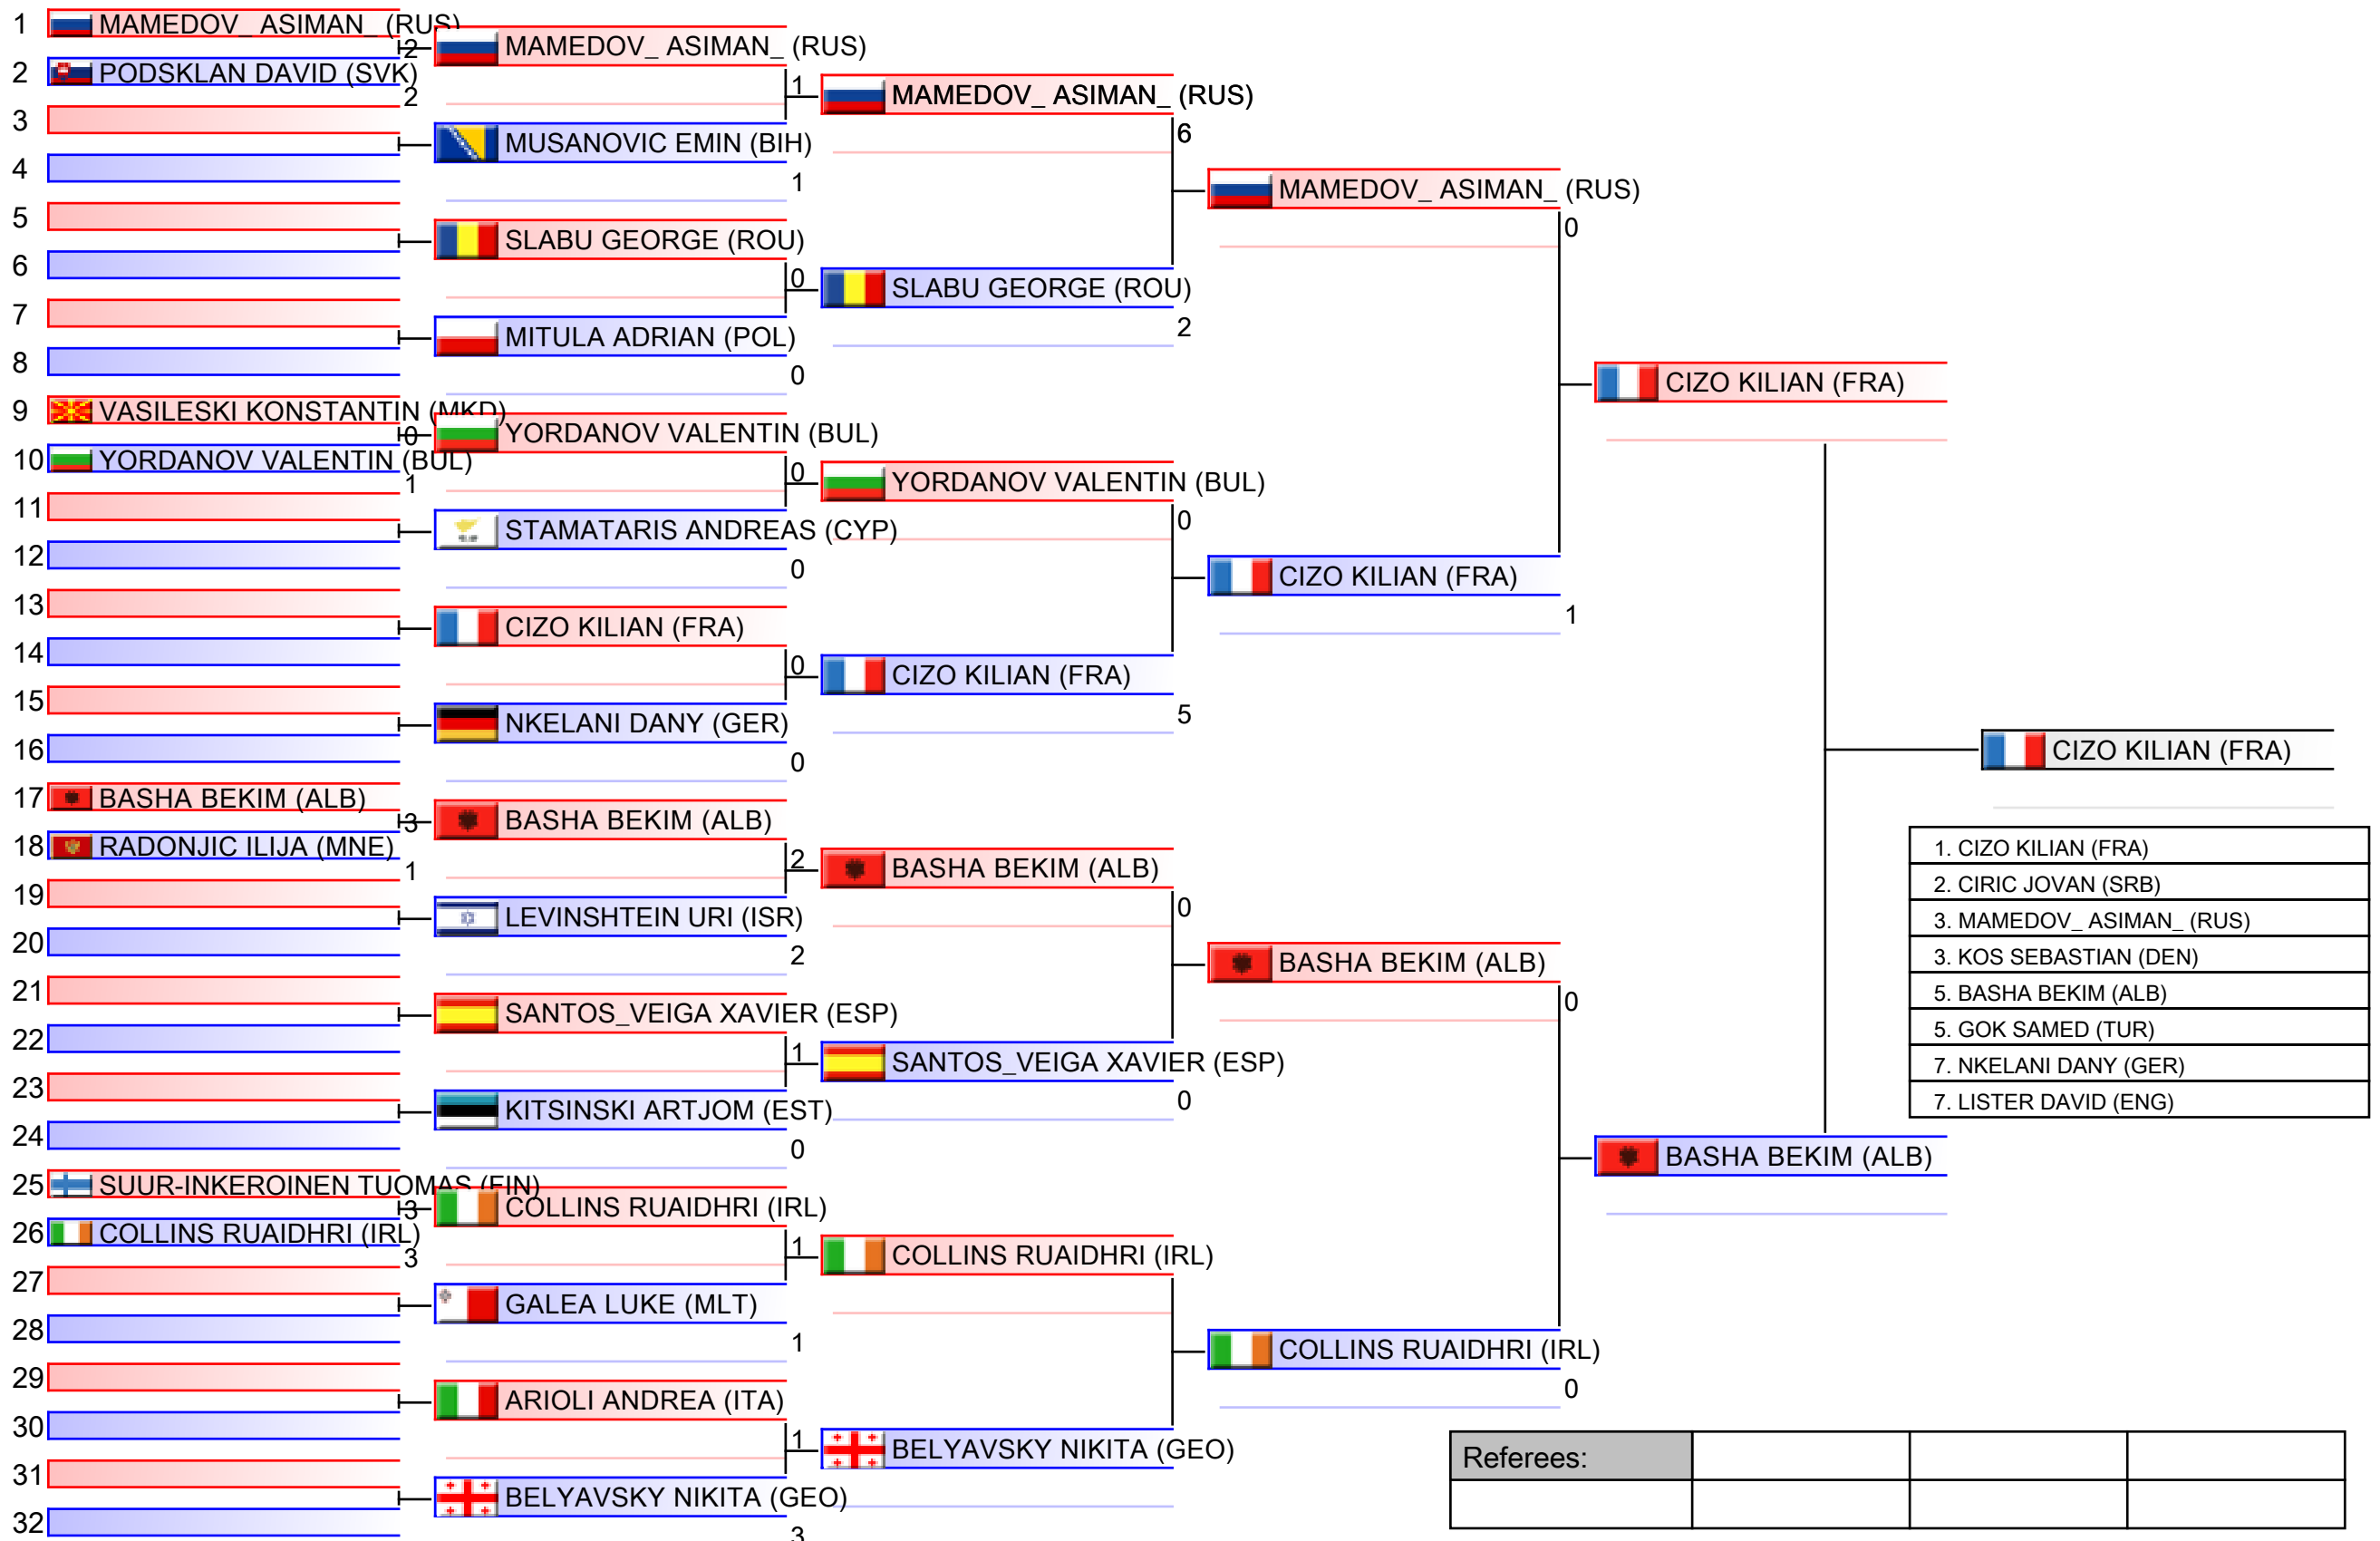 1 MAMEDOV_ ASIMAN_ (RUS)
2
2 PODSKLAN DAVID (SVK)
2
3
4
5
6
7
8
9 VASILESKI KONSTANTIN (MKD)
0
10 YORDANOV VALENTIN (BUL)
1
11
12
13
14
15
16
17 BASHA BEKIM (ALB)
3
18 RADONJIC ILIJA (MNE)
1
19
20
21
22
23
24
25 SUUR-INKEROINEN TUOMAS (FIN)
3
26 COLLINS RUAIDHRI (IRL)
3
27
28
29
30
31
32
MAMEDOV_ ASIMAN_ (RUS)
1
MUSANOVIC EMIN (BIH)
1
SLABU GEORGE (ROU)
0
MITULA ADRIAN (POL)
0
YORDANOV VALENTIN (BUL)
0
STAMATARIS ANDREAS (CYP)
0
CIZO KILIAN (FRA)
0
NKELANI DANY (GER)
0
BASHA BEKIM (ALB)
2
LEVINSHTEIN URI (ISR)
2
SANTOS_VEIGA XAVIER (ESP)
1
KITSINSKI ARTJOM (EST)
0
COLLINS RUAIDHRI (IRL)
1
GALEA LUKE (MLT)
1
ARIOLI ANDREA (ITA)
1
BELYAVSKY NIKITA (GEO)
3
MAMEDOV_ ASIMAN_ (RUS)
6
SLABU GEORGE (ROU)
2
YORDANOV VALENTIN (BUL)
0
CIZO KILIAN (FRA)
5
BASHA BEKIM (ALB)
0
SANTOS_VEIGA XAVIER (ESP)
0
COLLINS RUAIDHRI (IRL)
BELYAVSKY NIKITA (GEO)
MAMEDOV_ ASIMAN_ (RUS)
0
CIZO KILIAN (FRA)
1
BASHA BEKIM (ALB)
0
COLLINS RUAIDHRI (IRL)
0
CIZO KILIAN (FRA)
BASHA BEKIM (ALB)
CIZO KILIAN (FRA)
1. CIZO KILIAN (FRA)
2. CIRIC JOVAN (SRB)
3. MAMEDOV_ ASIMAN_ (RUS)
3. KOS SEBASTIAN (DEN)
5. BASHA BEKIM (ALB)
5. GOK SAMED (TUR)
7. NKELANI DANY (GER)
7. LISTER DAVID (ENG)
Referees: